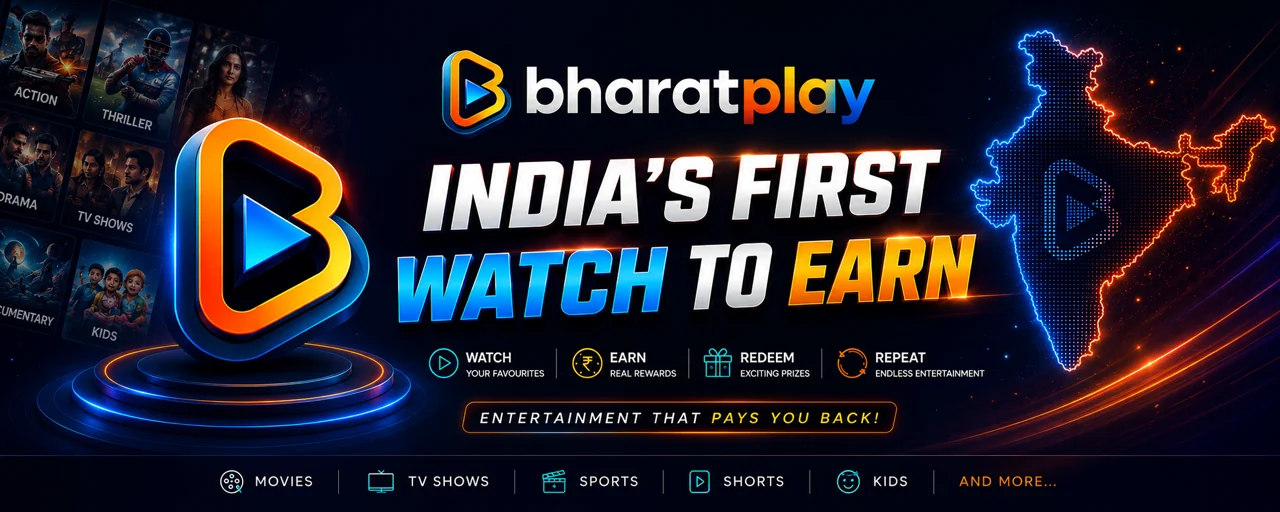 ACTION
THRILLER
DRAMA
TV SHOWS
KIDS
bharatplay
INDIA'S FIRST
WATCH TO EARN
WATCH
YOUR FAVOURITES
₹
EARN
REAL REWARDS
REDEEM
EXCITING PRIZES
REPEAT
ENDLESS ENTERTAINMENT
ENTERTAINMENT THAT PAYS YOU BACK!
MOVIES
TV SHOWS
SPORTS
SHORTS
KIDS
AND MORE...